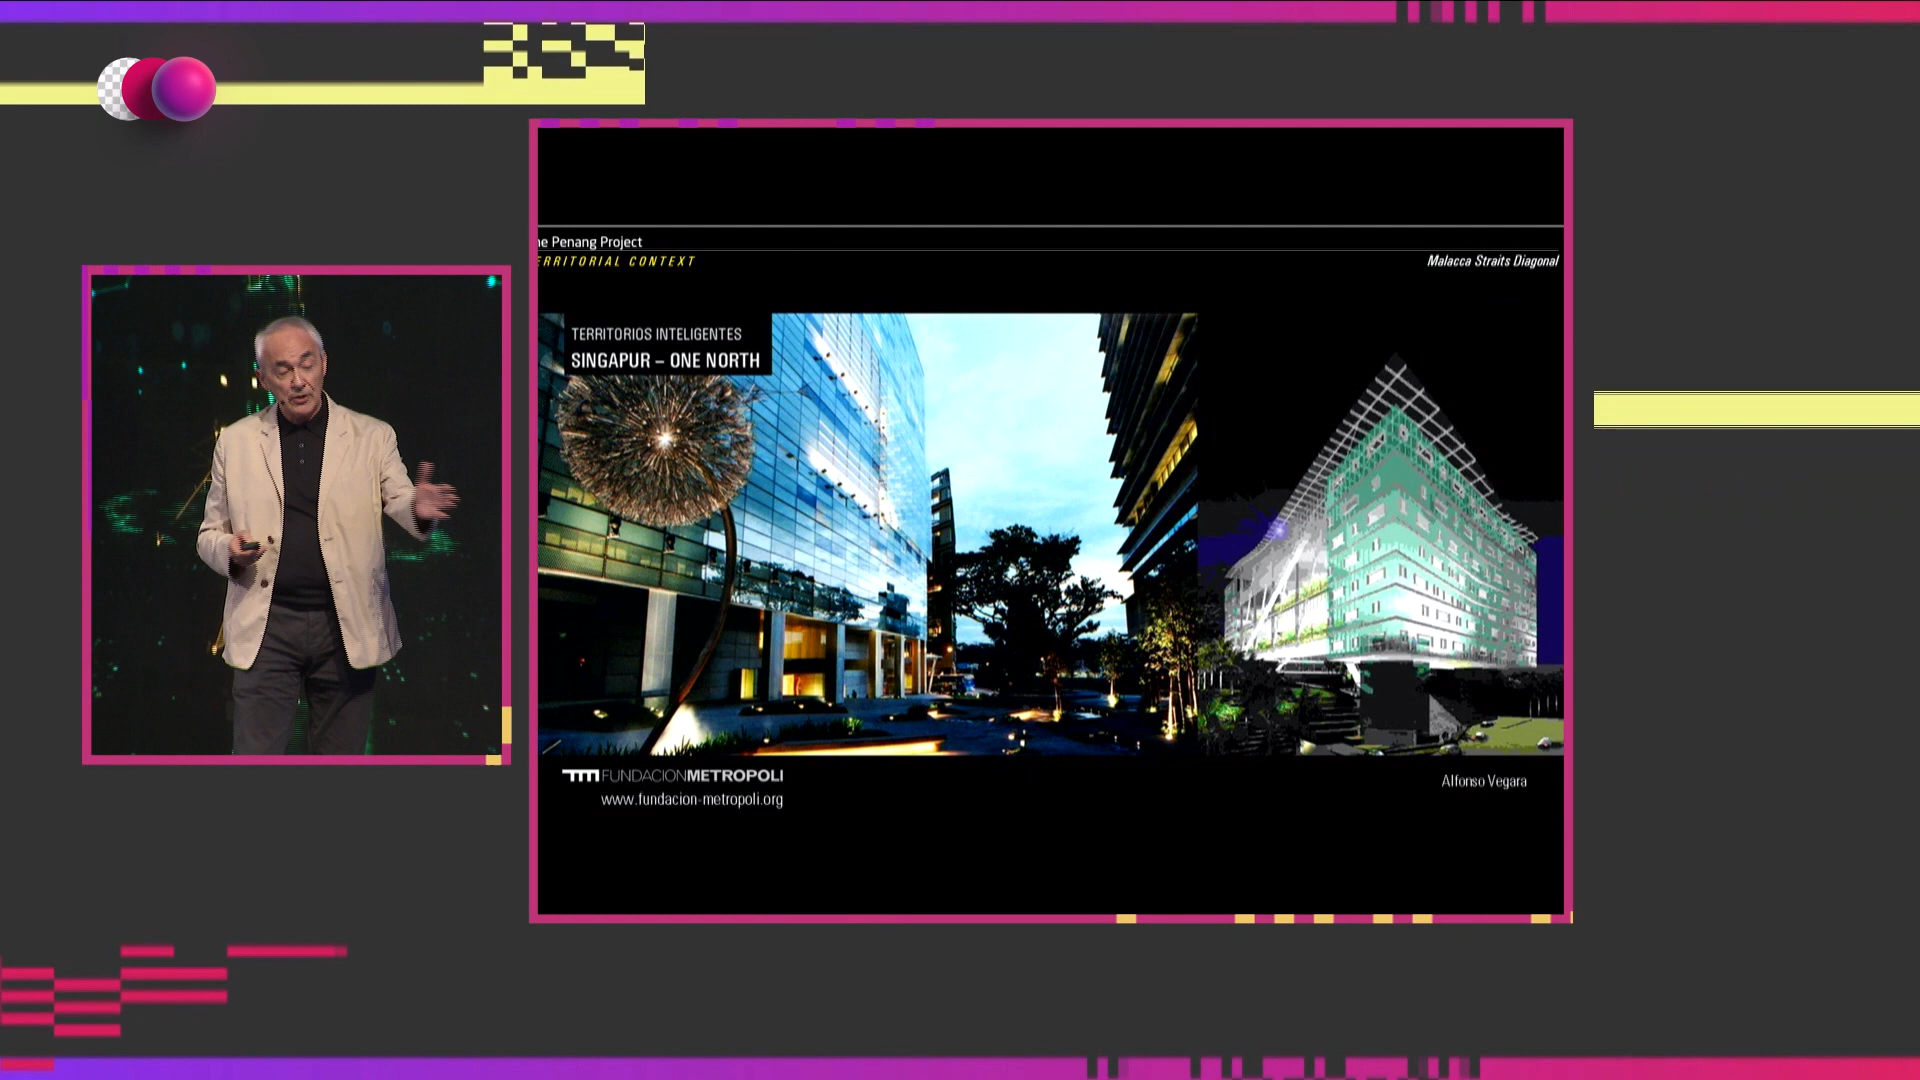 he Penang Project
ERRITORIAL CONTEXT
Malacca Straits Diagonal
TERRITORIOS INTELIGENTES
SINGAPUR – ONE NORTH
FUNDACIONMETROPOLI
www.fundacion-metropoli.org
Alfonso Vegara